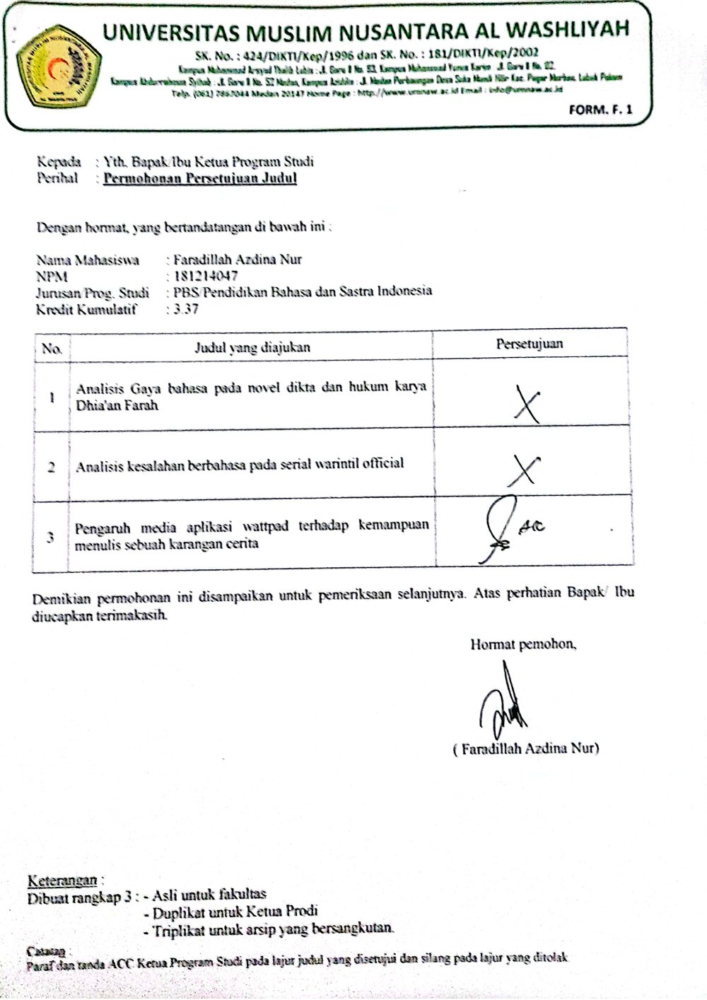 UNIVERSITAS MUSLIM NUSANTARA AL WASHLIYAH
SK. No. : 424/DIKTI/Kep/1996 dan SK. No. : 181/DIKTI/Kep/2002
Kampus Muhammad Arsyad Thalib Lubis : Jl. Garu II No. 93, Kampus Muhammad Yunus Karim : Jl. Garu II No. 02,
Kampus Abdurrahman Syihab : Jl. Garu II No. 52 Medan, Kampus Aziddin : Jl. Medan Perbaungan Desa Suka Mandi Hilir Kec. Pagar Merbau, Lubuk Pakam
Telp. (061) 7867044 Medan 20147 Home Page : http://www.umnaw.ac.id Email : info@umnaw.ac.id
FORM. F. 1
Kepada : Yth. Bapak/Ibu Ketua Program Studi
Perihal : Permohonan Persetujuan Judul
Dengan hormat, yang bertandatangan di bawah ini :
Nama Mahasiswa : Faradillah Azdina Nur
NPM : 181214047
Jurusan/Prog. Studi : PBS/Pendidikan Bahasa dan Sastra Indonesia
Kredit Kumulatif : 3.37
No. Judul yang diajukan Persetujuan
1 Analisis Gaya bahasa pada novel dikta dan hukum karya
Dhia'an Farah
X
2 Analisis kesalahan berbahasa pada serial warintil official X
3 Pengaruh media aplikasi wattpad terhadap kemampuan
menulis sebuah karangan cerita
acc
Demikian permohonan ini disampaikan untuk pemeriksaan selanjutnya. Atas perhatian Bapak/ Ibu
diucapkan terimakasih.
Hormat pemohon,
( Faradillah Azdina Nur)
Keterangan :
Dibuat rangkap 3 : - Asli untuk fakultas
- Duplikat untuk Ketua Prodi
- Triplikat untuk arsip yang bersangkutan.
Catatan :
Paraf dan tanda ACC Ketua Program Studi pada lajur judul yang disetujui dan silang pada lajur yang ditolak